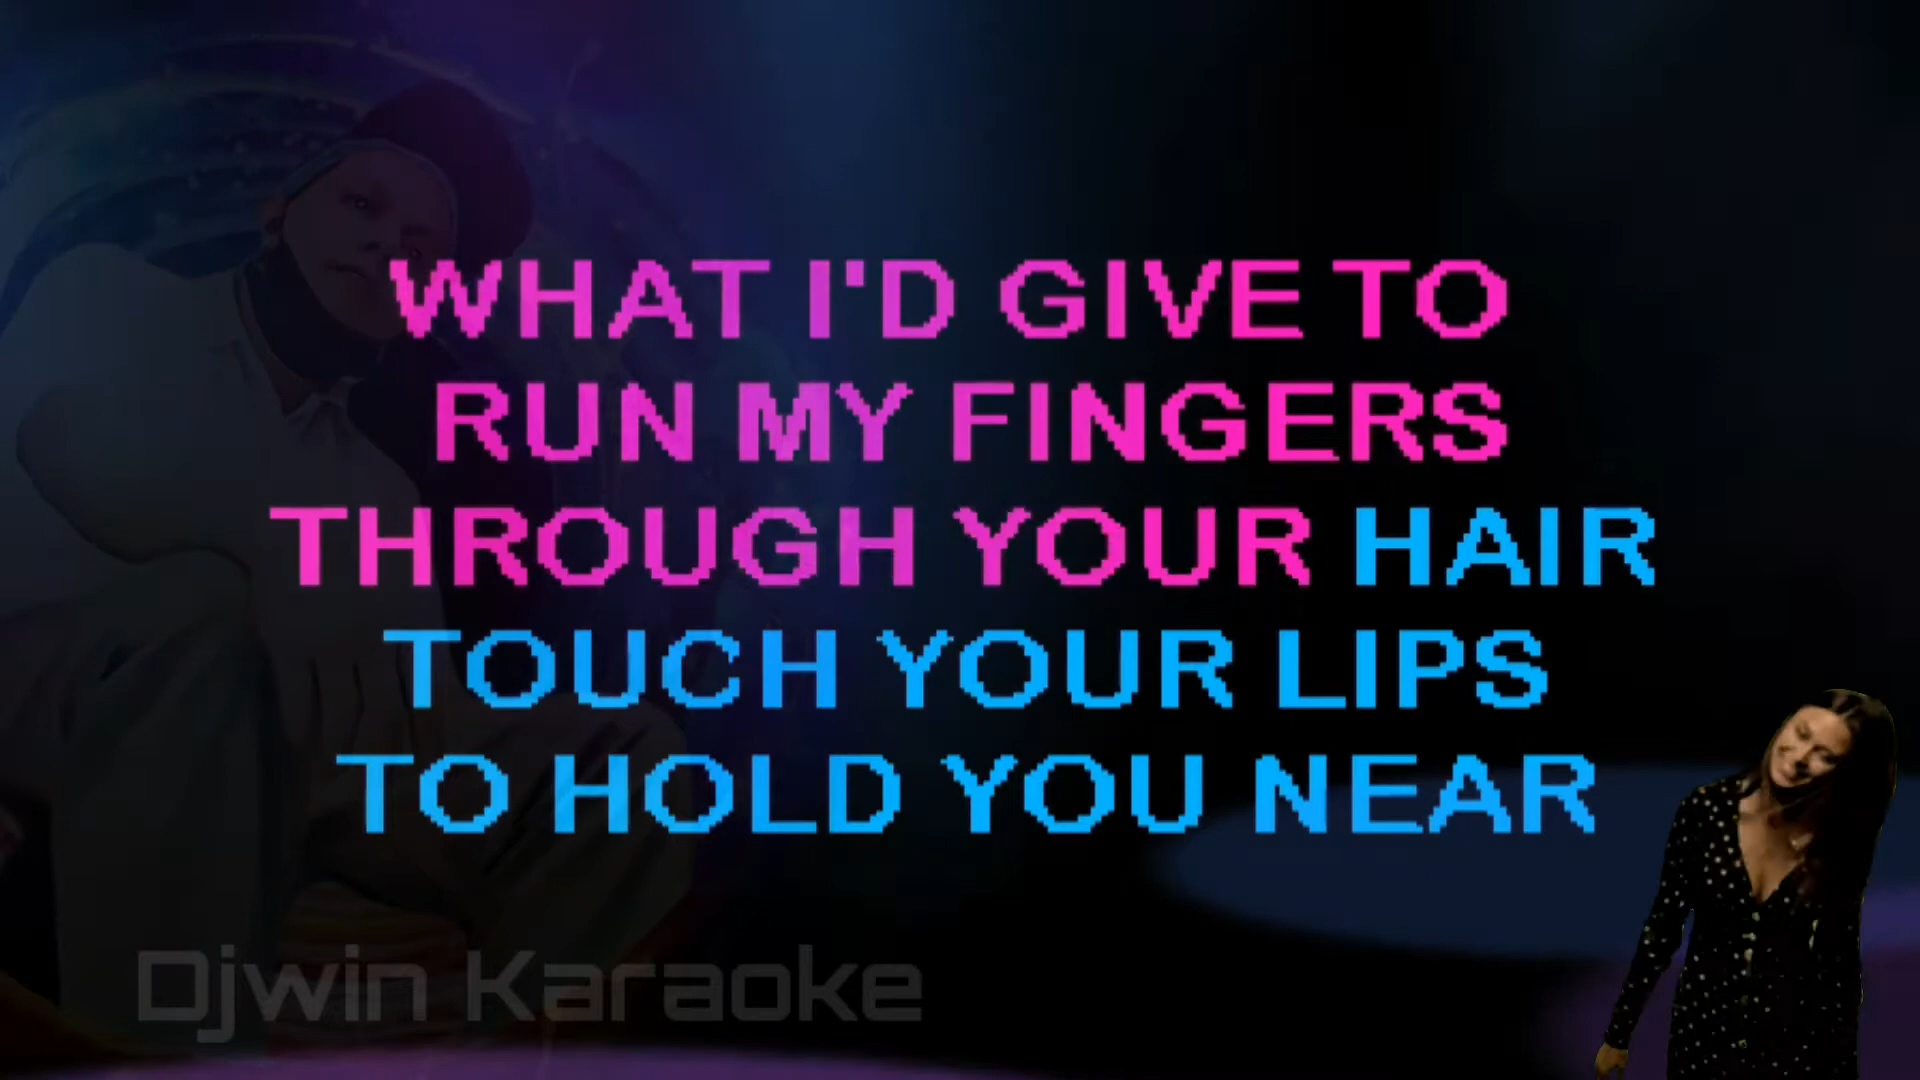 WHAT I'D GIVE TO
RUN MY FINGERS
THROUGH YOUR HAIR
TOUCH YOUR LIPS
TO HOLD YOU NEAR
Djwin Karaoke